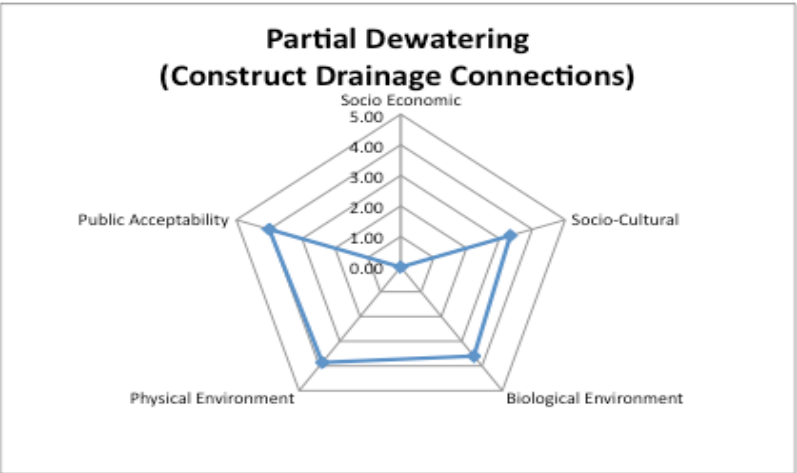 Partial Dewatering
(Construct Drainage Connections)
Socio Economic
5.00
4.00
3.00
2.00
1.00
0.00
Public Acceptability
Socio-Cultural
Physical Environment
Biological Environment